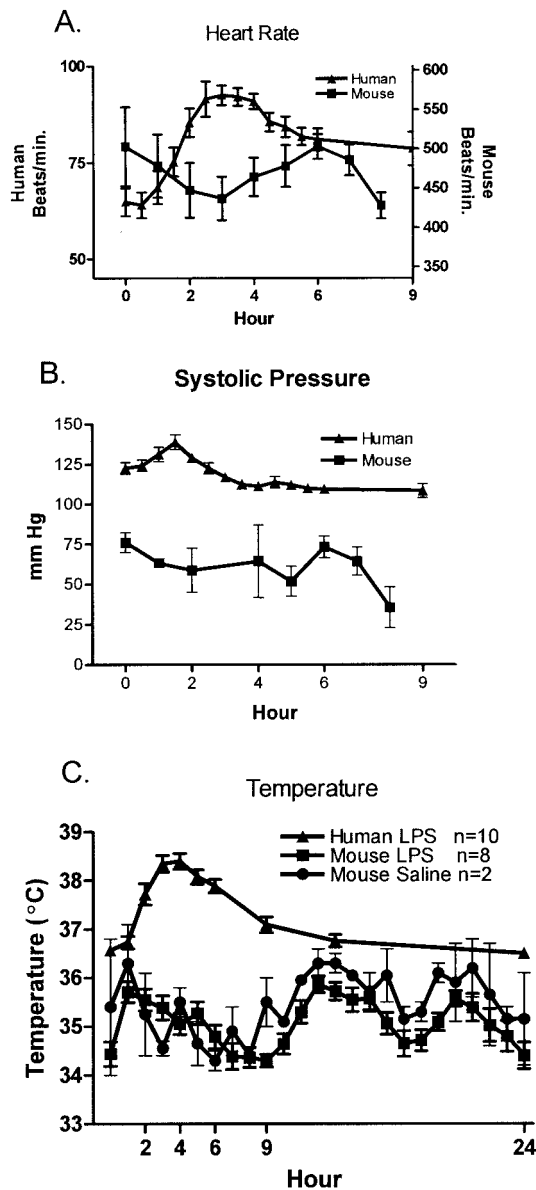 A.
Heart Rate
100
75
50
Human
Beats/min.
600
550
500
450
400
350
Mouse
Beats/min.
Human
Mouse
0 2 4 6 9
Hour
B.
Systolic Pressure
150
125
100
75
50
25
0
mm Hg
Human
Mouse
0 2 4 6 9
Hour
C.
Temperature
39
38
37
36
35
34
33
Temperature (°C)
Human LPS n=10
Mouse LPS n=8
Mouse Saline n=2
2 4 6 9 24
Hour